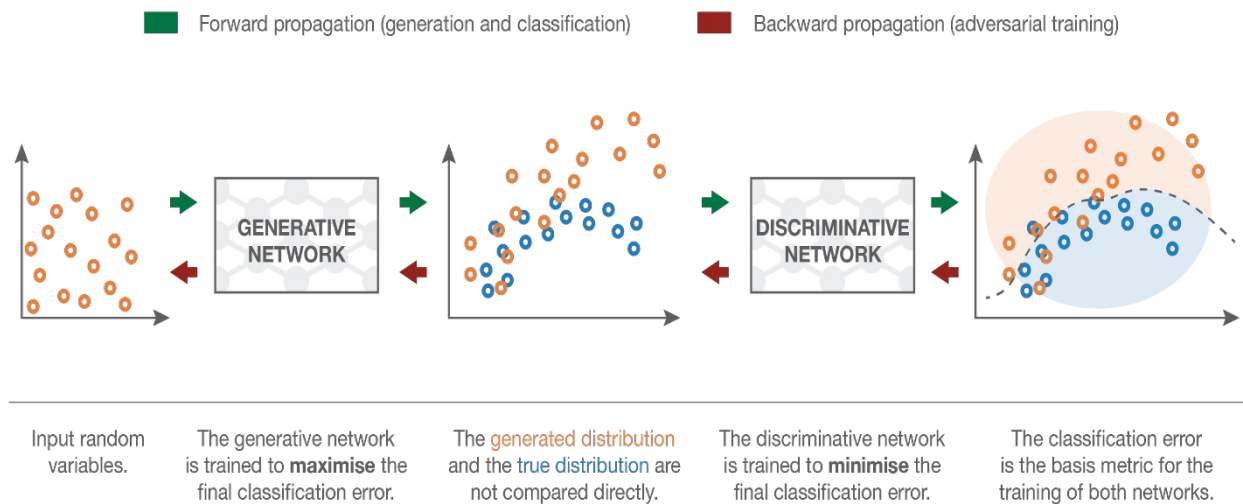 Forward propagation (generation and classification)
Backward propagation (adversarial training)
GENERATIVE
NETWORK
DISCRIMINATIVE
NETWORK
Input random
variables.
The generative network
is trained to maximise the
final classification error.
The generated distribution
and the true distribution are
not compared directly.
The discriminative network
is trained to minimise the
final classification error.
The classification error
is the basis metric for the
training of both networks.